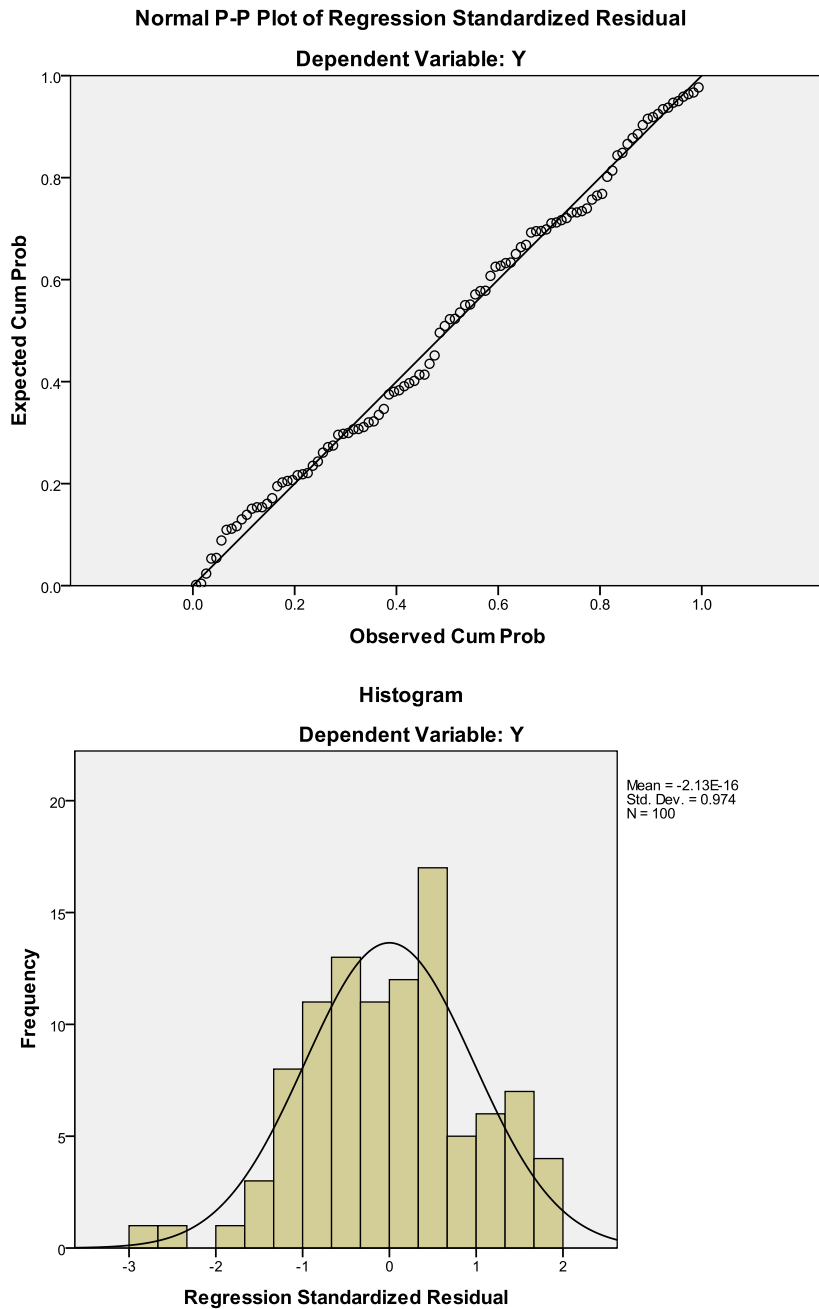 Normal P-P Plot of Regression Standardized Residual
Dependent Variable: Y
Expected Cum Prob
1.0
0.8
0.6
0.4
0.2
0.0
0.0 0.2 0.4 0.6 0.8 1.0
Observed Cum Prob
Histogram
Dependent Variable: Y
Mean = -2.13E-16
Std. Dev. = 0.974
N = 100
Frequency
20
15
10
5
0
-3 -2 -1 0 1 2
Regression Standardized Residual